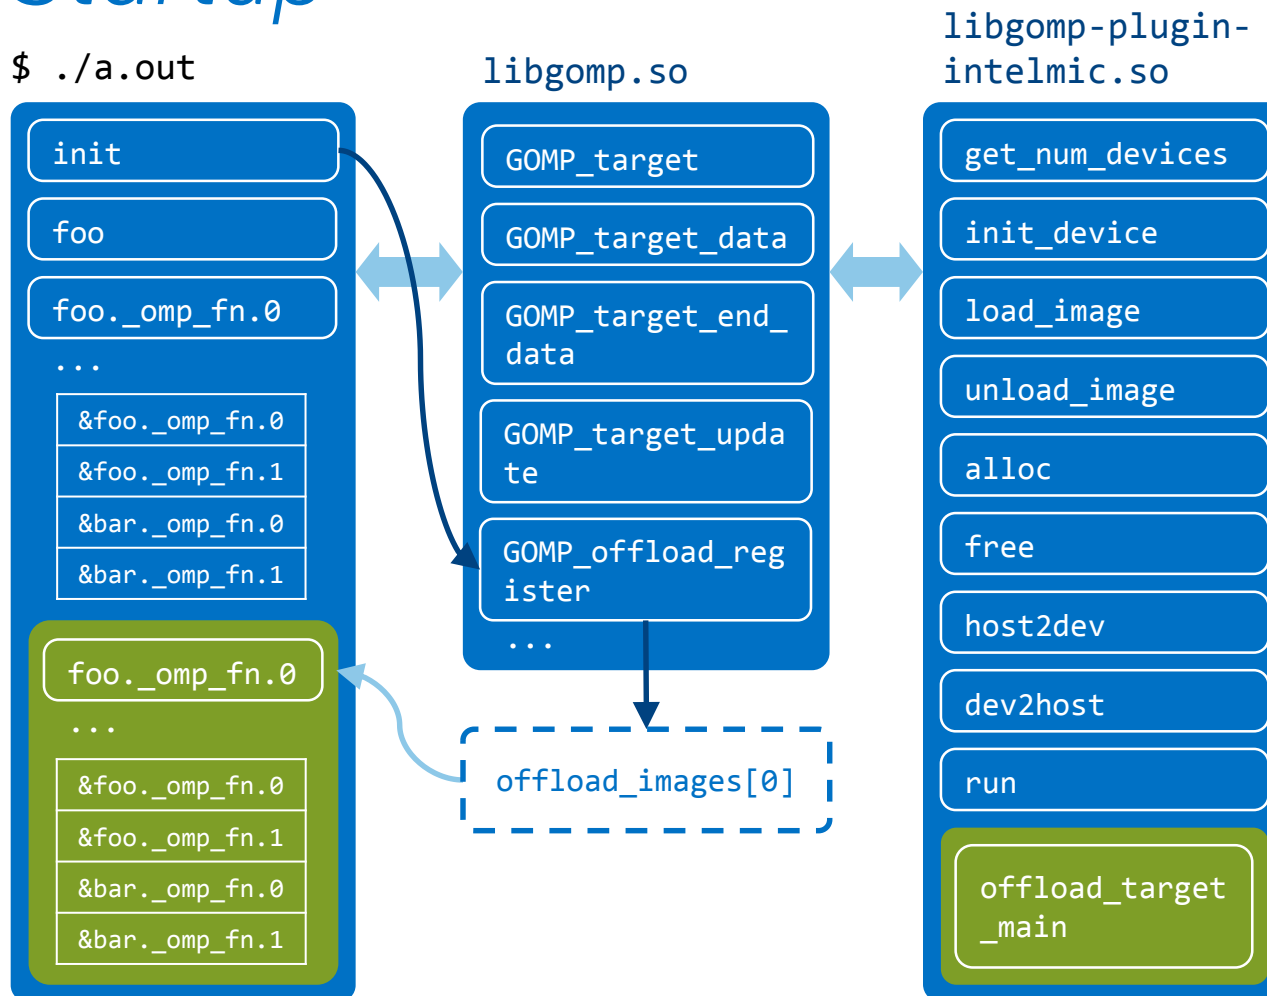 Startup
$ ./a.out
init
foo
foo._omp_fn.0
...
&foo._omp_fn.0
&foo._omp_fn.1
&bar._omp_fn.0
&bar._omp_fn.1
foo._omp_fn.0
...
&foo._omp_fn.0
&foo._omp_fn.1
&bar._omp_fn.0
&bar._omp_fn.1
libgomp.so
GOMP_target
GOMP_target_data
GOMP_target_end_
data
GOMP_target_upda
te
GOMP_offload_reg
ister
...
offload_images[0]
libgomp-plugin-
intelmic.so
get_num_devices
init_device
load_image
unload_image
alloc
free
host2dev
dev2host
run
offload_target
_main